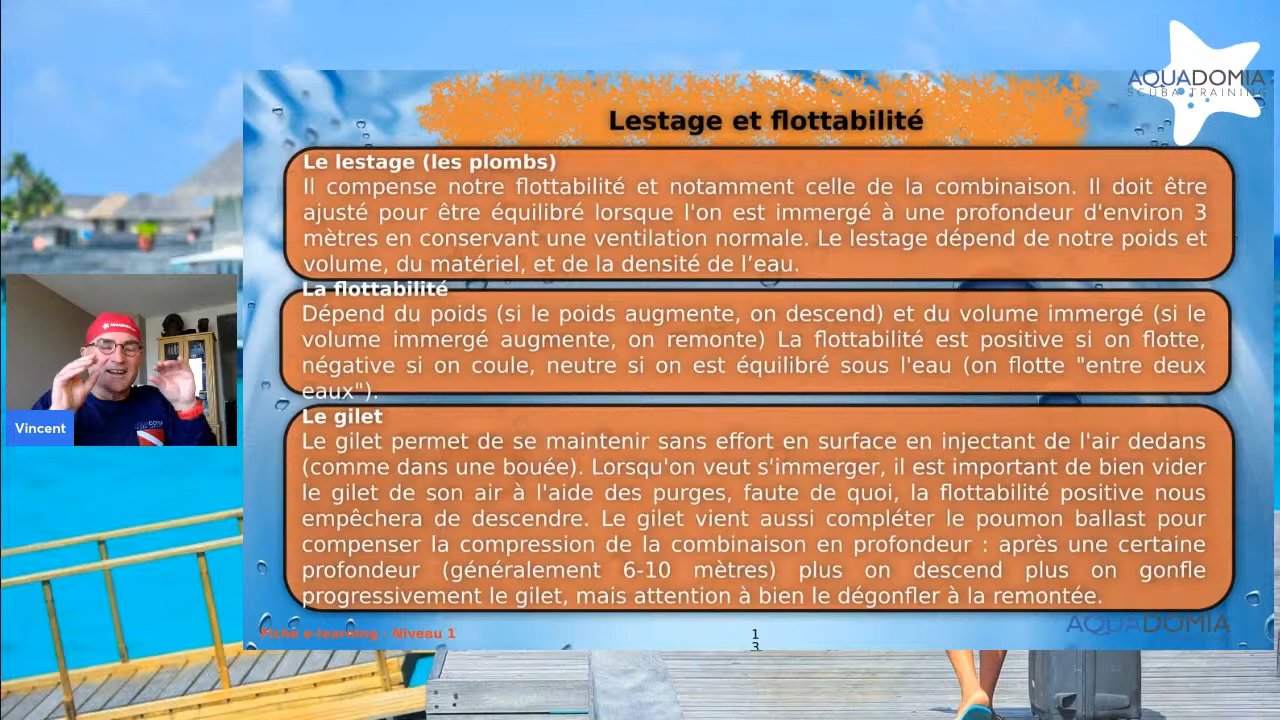 AQUADOMIA
SCUBA TRAINING
Lestage et flottabilité
Le lestage (les plombs)
Il compense notre flottabilité et notamment celle de la combinaison. Il doit être
ajusté pour être équilibré lorsque l'on est immergé à une profondeur d'environ 3
mètres en conservant une ventilation normale. Le lestage dépend de notre poids et
volume, du matériel, et de la densité de l’eau.
La flottabilité
Dépend du poids (si le poids augmente, on descend) et du volume immergé (si le
volume immergé augmente, on remonte) La flottabilité est positive si on flotte,
négative si on coule, neutre si on est équilibré sous l'eau (on flotte "entre deux
eaux").
Le gilet
Le gilet permet de se maintenir sans effort en surface en injectant de l'air dedans
(comme dans une bouée). Lorsqu'on veut s'immerger, il est important de bien vider
le gilet de son air à l'aide des purges, faute de quoi, la flottabilité positive nous
empêchera de descendre. Le gilet vient aussi compléter le poumon ballast pour
compenser la compression de la combinaison en profondeur : après une certaine
profondeur (généralement 6-10 mètres) plus on descend plus on gonfle
progressivement le gilet, mais attention à bien le dégonfler à la remontée.
Vincent
Fiche e-learning - Niveau 1
1
3
AQUADOMIA